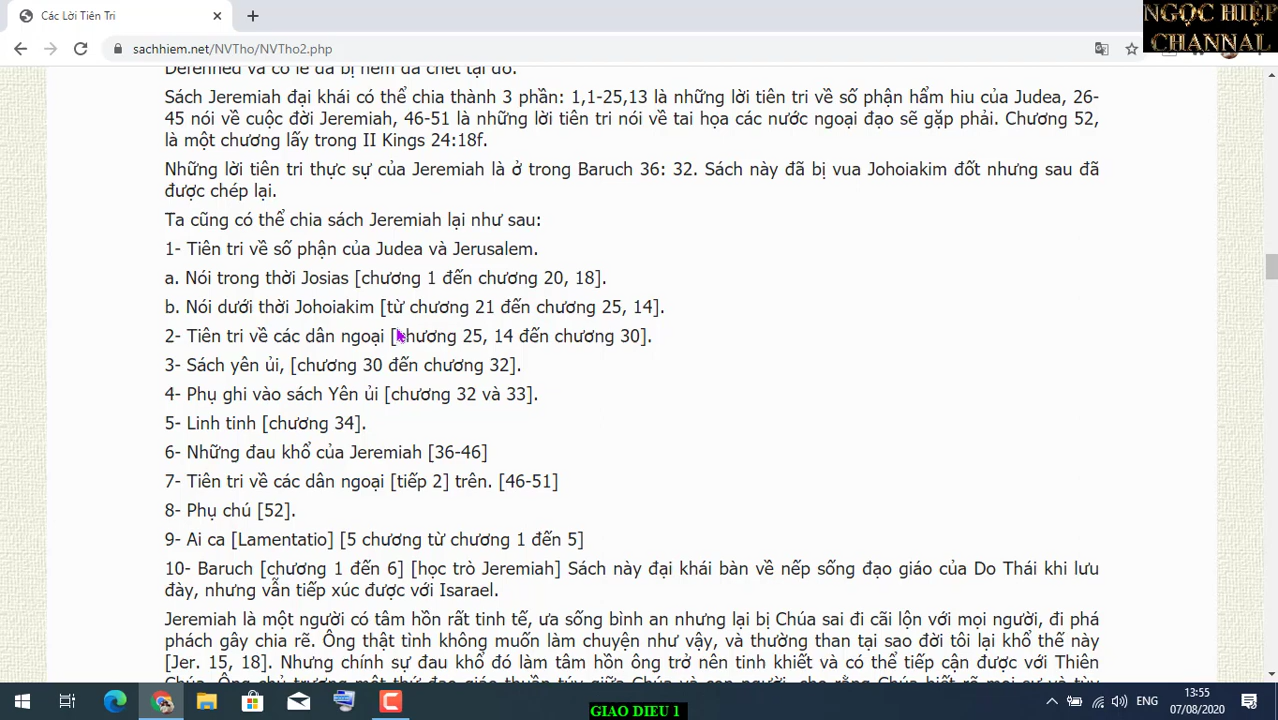 Các Lời Tiên Tri
NGỌC HIỆP
CHANNAL
sachhiem.net/NVTho/NVTho2.php
Sách Jeremiah đại khái có thể chia thành 3 phần: 1,1-25,13 là những lời tiên tri về số phận hẩm hiu của Judea, 26-
45 nói về cuộc đời Jeremiah, 46-51 là những lời tiên tri nói về tai họa các nước ngoại đạo sẽ gặp phải. Chương 52,
là một chương lấy trong II Kings 24:18f.
Những lời tiên tri thực sự của Jeremiah là ở trong Baruch 36: 32. Sách này đã bị vua Johoiakim đốt nhưng sau đã
được chép lại.
Ta cũng có thể chia sách Jeremiah lại như sau:
1- Tiên tri về số phận của Judea và Jerusalem.
a. Nói trong thời Josias [chương 1 đến chương 20, 18].
b. Nói dưới thời Johoiakim [từ chương 21 đến chương 25, 14].
2- Tiên tri về các dân ngoại [chương 25, 14 đến chương 30].
3- Sách yên ủi, [chương 30 đến chương 32].
4- Phụ ghi vào sách Yên ủi [chương 32 và 33].
5- Linh tinh [chương 34].
6- Những đau khổ của Jeremiah [36-46]
7- Tiên tri về các dân ngoại [tiếp 2] trên. [46-51]
8- Phụ chú [52].
9- Ai ca [Lamentatio] [5 chương từ chương 1 đến 5]
10- Baruch [chương 1 đến 6] [học trò Jeremiah] Sách này đại khái bàn về nếp sống đạo giáo của Do Thái khi lưu
đày, nhưng vẫn tiếp xúc được với Isarael.
Jeremiah là một người có tâm hồn rất tinh tế, ưa sống bình an nhưng lại bị Chúa sai đi cãi lộn với mọi người, đi phá
phách gây chia rẽ. Ông thật tình không muốn làm chuyện như vậy, và thường than tại sao đời tôi lại khổ thế này
[Jer. 15, 18]. Nhưng chính sự đau khổ đó làm tâm hồn ông trở nên tinh khiết và có thể tiếp cận được với Thiên
ENG
13:55
07/08/2020
GIAO DIEU 1